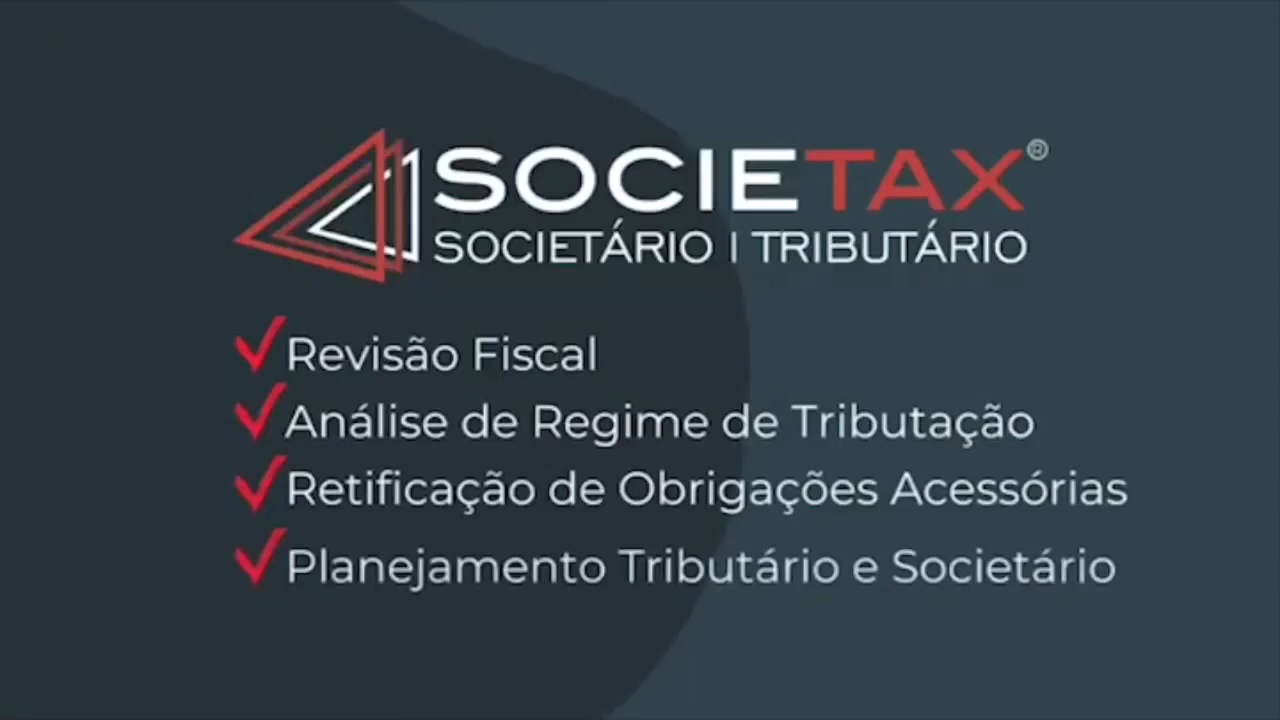 SOCIETAX®
SOCIETÁRIO | TRIBUTÁRIO
Revisão Fiscal
Análise de Regime de Tributação
Retificação de Obrigações Acessórias
Planejamento Tributário e Societário